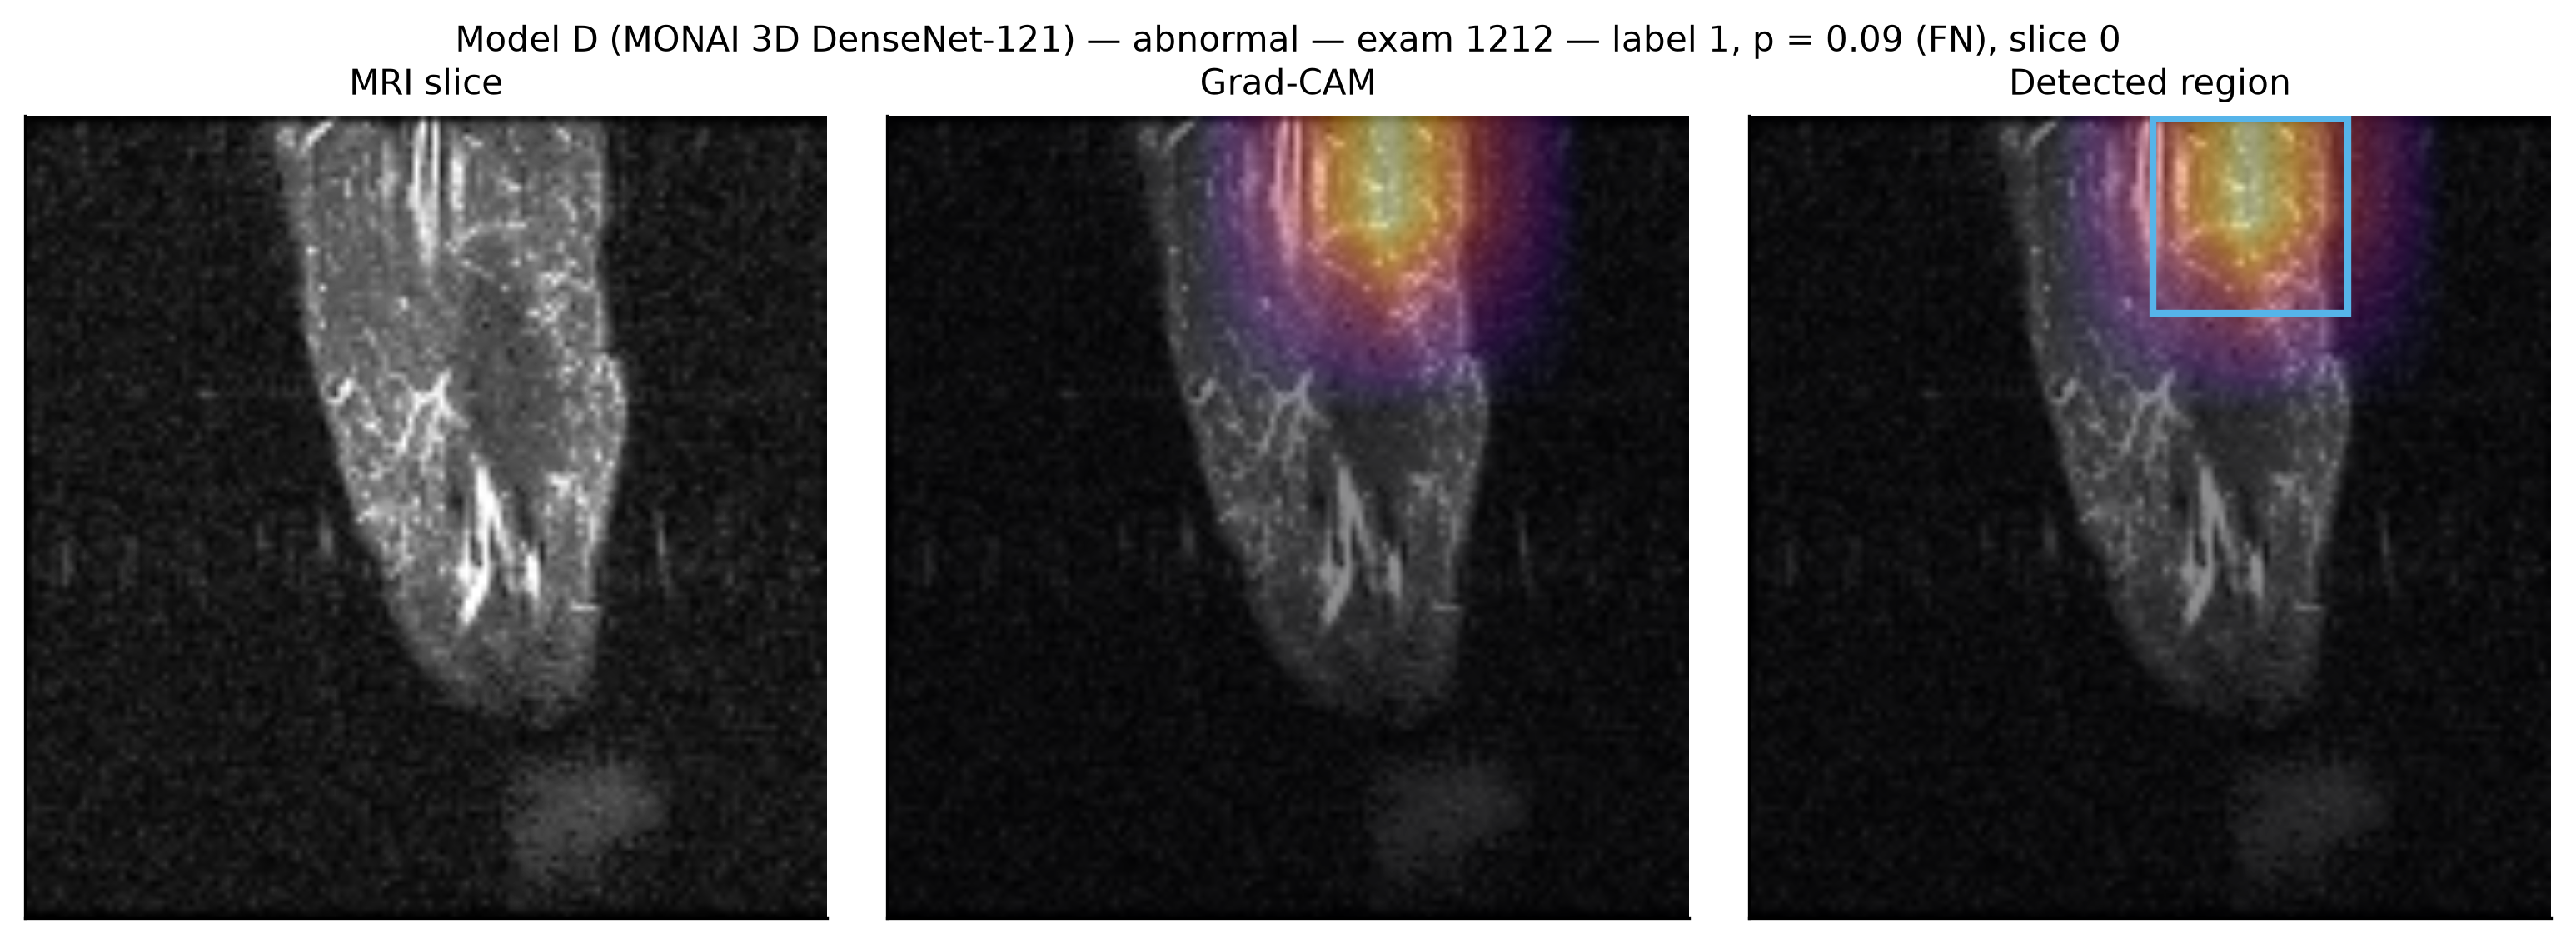 Model D (MONAI 3D DenseNet-121) — abnormal — exam 1212 — label 1, p = 0.09 (FN), slice 0
MRI slice
Grad-CAM
Detected region